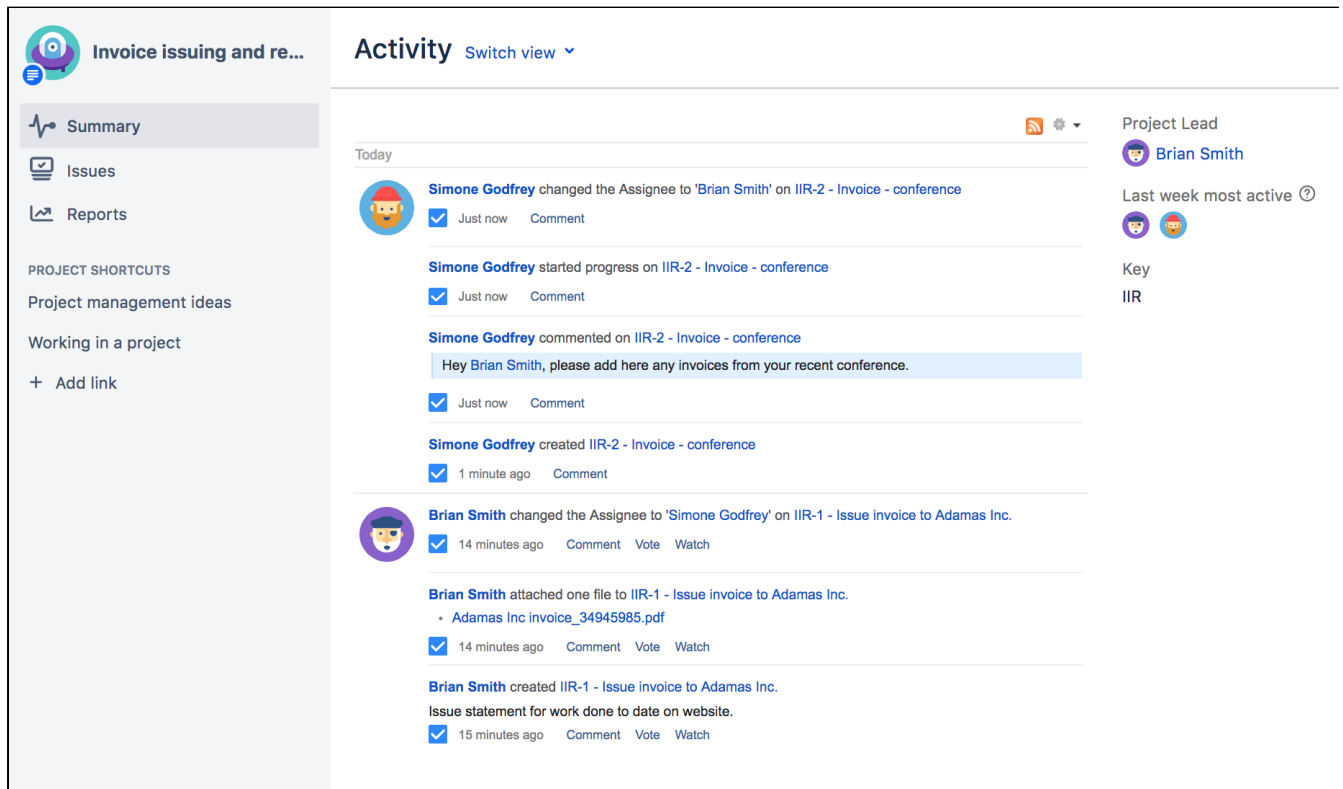 Invoice issuing and re...
Summary
Issues
Reports
PROJECT SHORTCUTS
Project management ideas
Working in a project
+ Add link
Activity Switch view
Today
Simone Godfrey changed the Assignee to 'Brian Smith' on IIR-2 - Invoice - conference
Just now Comment
Simone Godfrey started progress on IIR-2 - Invoice - conference
Just now Comment
Simone Godfrey commented on IIR-2 - Invoice - conference
Hey Brian Smith, please add here any invoices from your recent conference.
Just now Comment
Simone Godfrey created IIR-2 - Invoice - conference
1 minute ago Comment
Brian Smith changed the Assignee to 'Simone Godfrey' on IIR-1 - Issue invoice to Adamas Inc.
14 minutes ago Comment Vote Watch
Brian Smith attached one file to IIR-1 - Issue invoice to Adamas Inc.
• Adamas Inc invoice_34945985.pdf
14 minutes ago Comment Vote Watch
Brian Smith created IIR-1 - Issue invoice to Adamas Inc.
Issue statement for work done to date on website.
15 minutes ago Comment Vote Watch
Project Lead
Brian Smith
Last week most active ?
Key
IIR